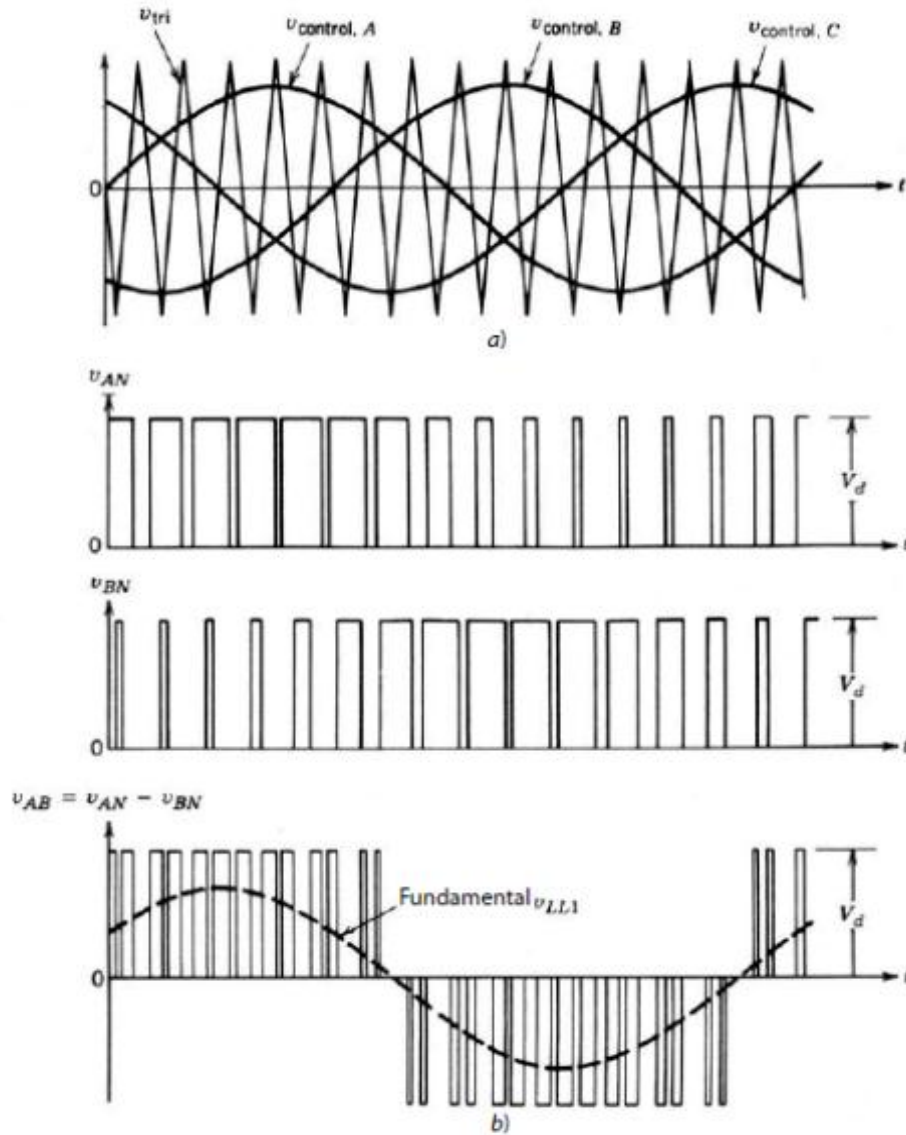 v_tri
v_control, A
v_control, B
v_control, C
0
t
a)
v_AN
V_d
0
t
v_BN
V_d
0
t
v_AB = v_AN − v_BN
Fundamental v_LL1
V_d
0
t
b)